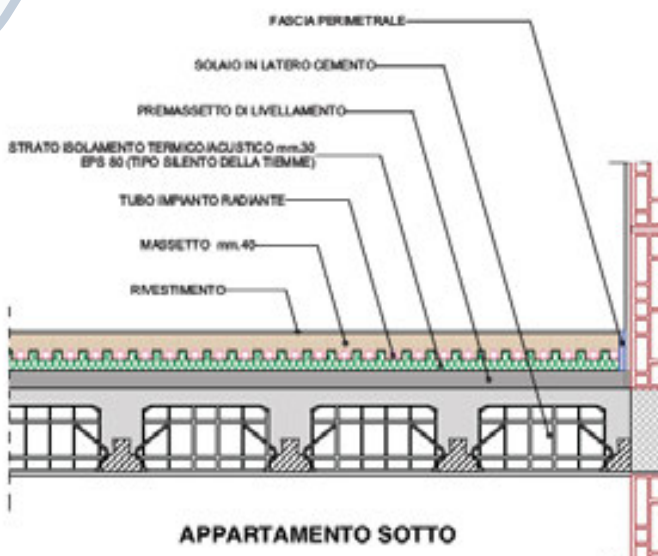 FASCIA PERIMETRALE
SOLAIO IN LATERO CEMENTO
PREMASSETTO DI LIVELLAMENTO
STRATO ISOLAMENTO TERMICO/ACUSTICO mm.30
EPS 80 (TIPO SILENTO DELLA TIEMME)
TUBO IMPIANTO RADIANTE
MASSETTO mm.40
RIVESTIMENTO
APPARTAMENTO SOTTO